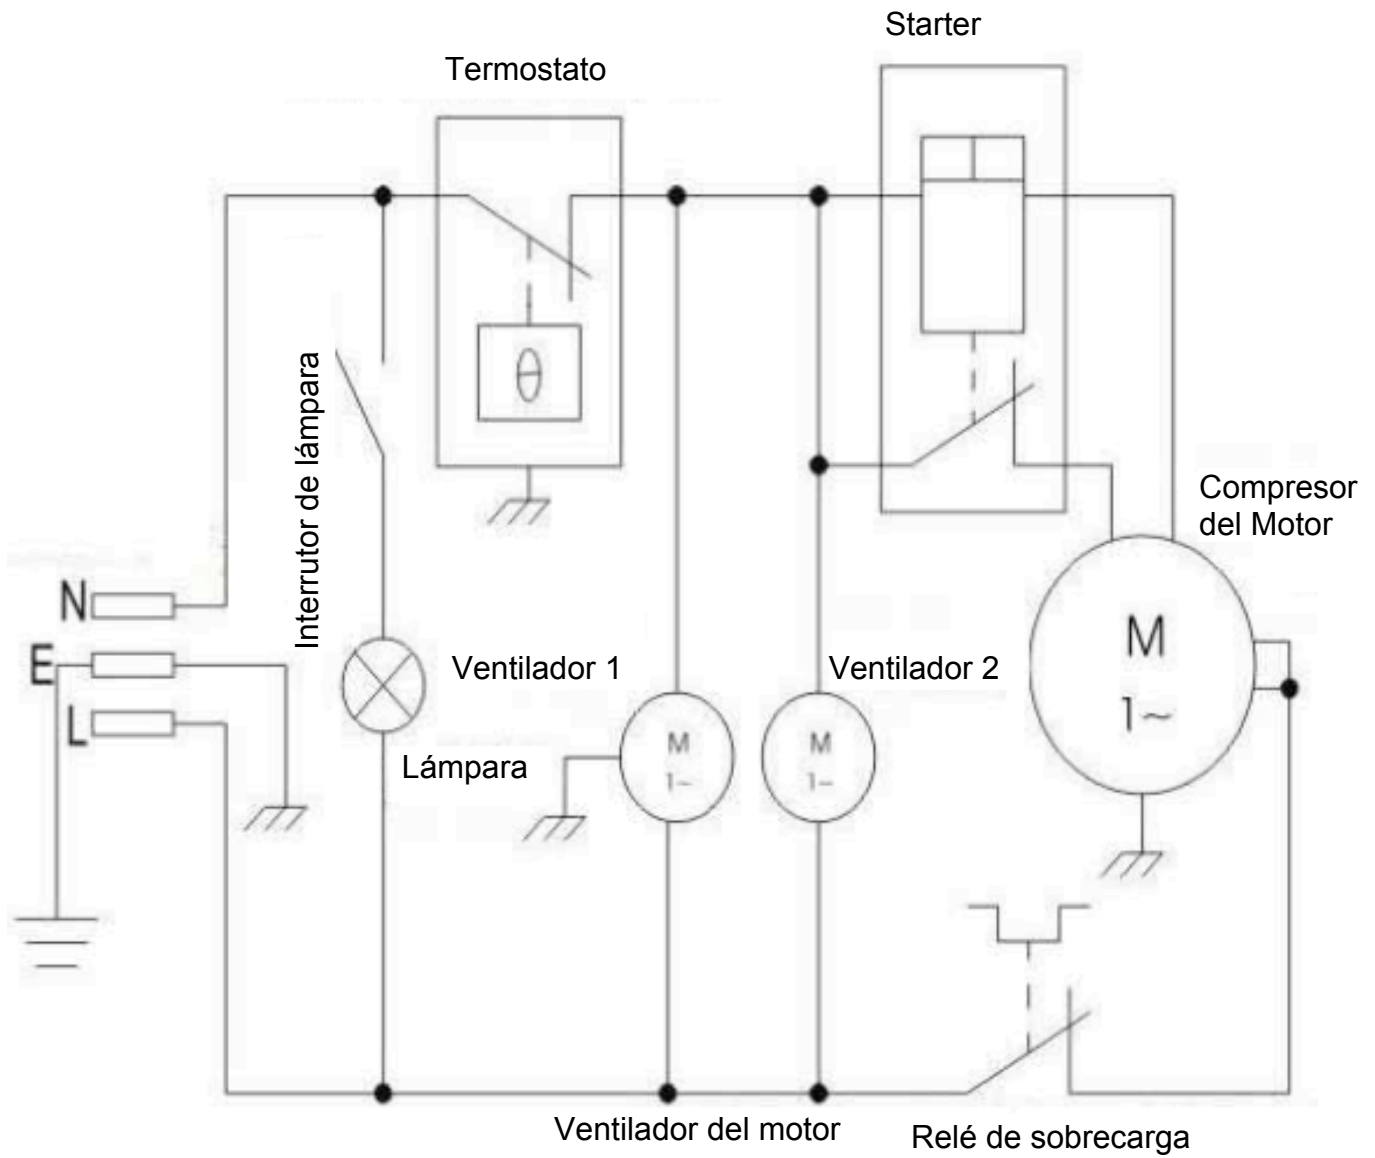 Starter
Termostato
θ
Interrutor de lámpara
Compresor
del Motor
N
M
1~
E
Ventilador 1
Ventilador 2
L
M
1~
M
1~
Lámpara
Ventilador del motor
Relé de sobrecarga